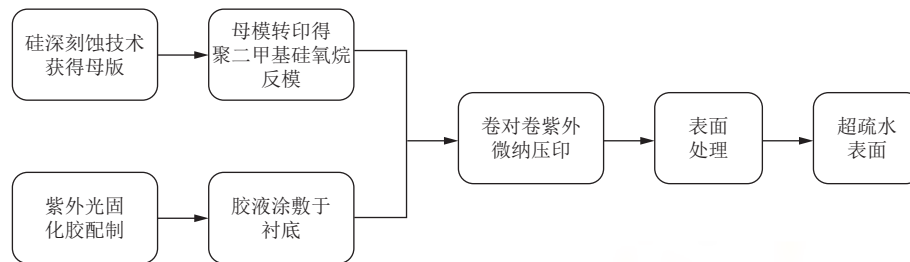 硅深刻蚀技术
获得母版
母模转印得
聚二甲基硅氧烷
反模
卷对卷紫外
微纳压印
表面
处理
超疏水
表面
紫外光固
化胶配制
胶液涂敷于
衬底